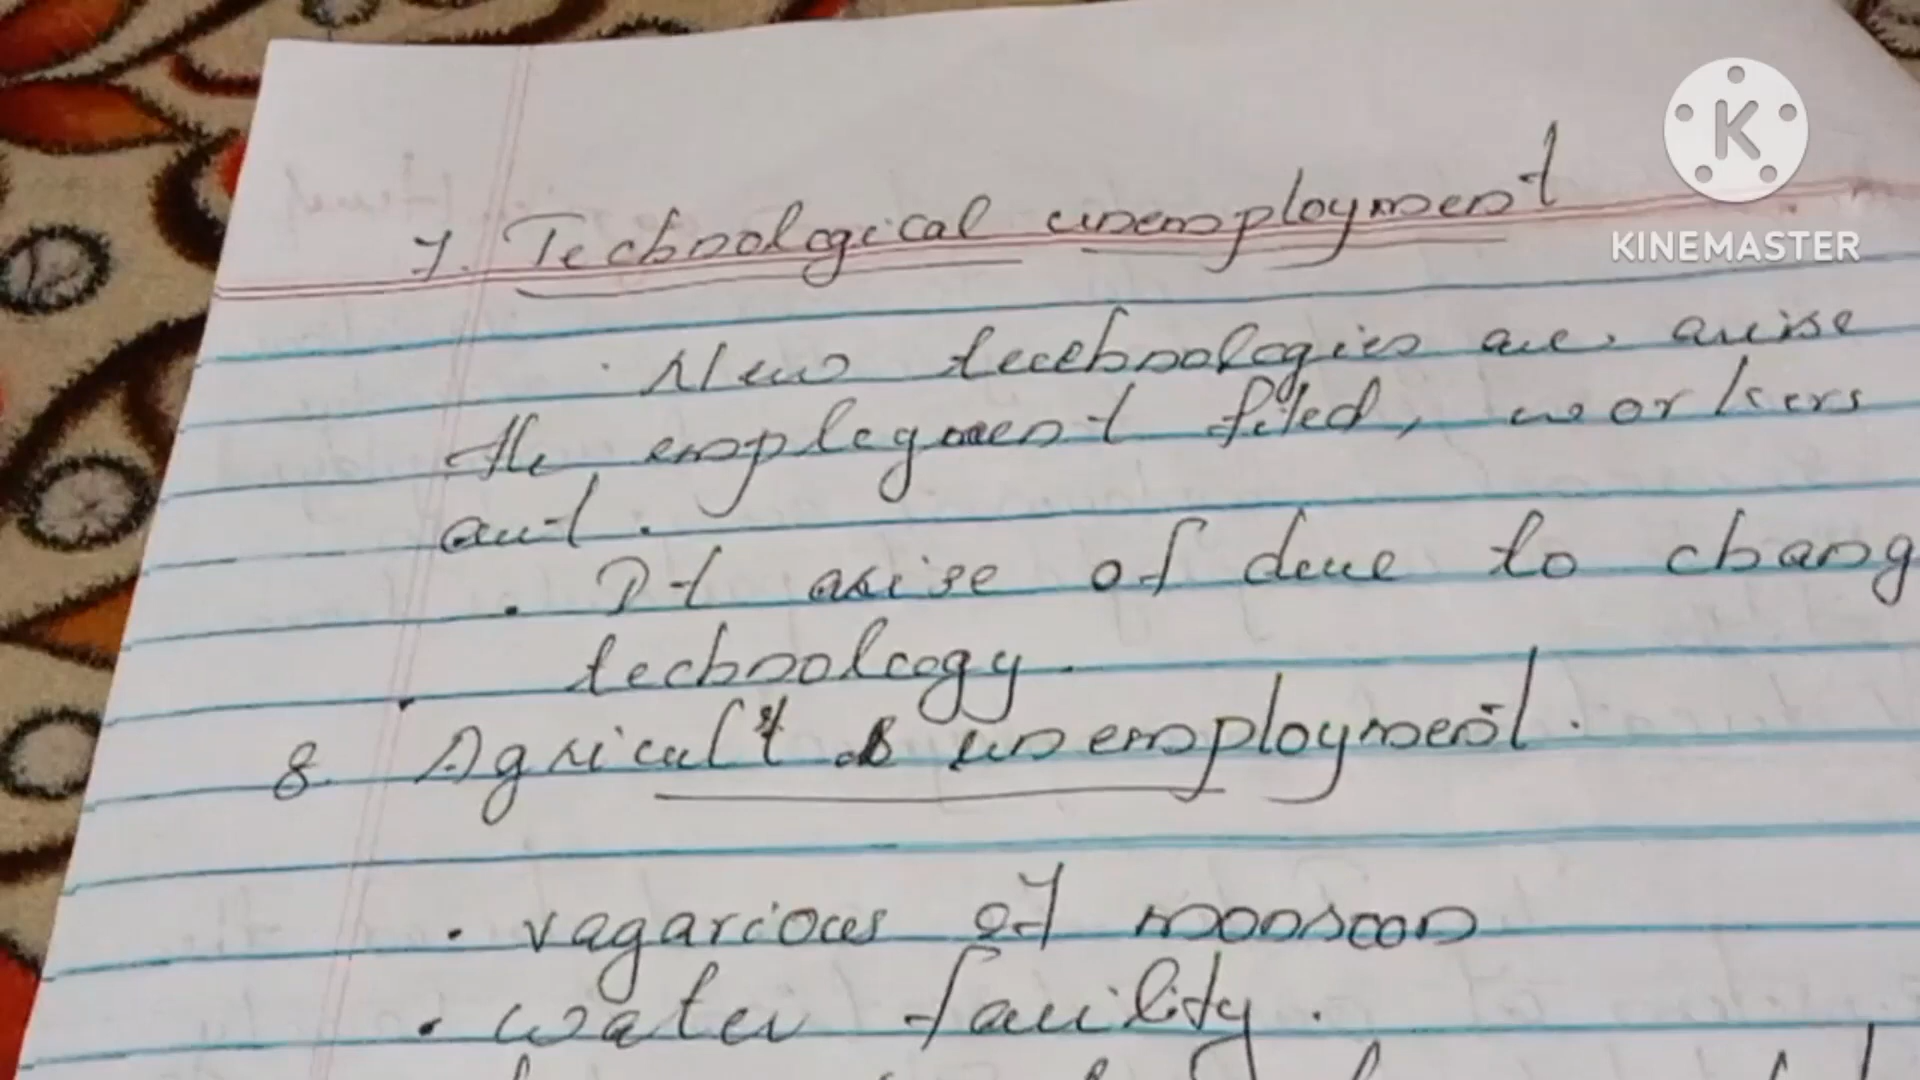 7. Technological unemployment
KINEMASTER
. New tecehnologies are. arise
the employment filed, workers
out.
. It arise of due to chang
technology.
8. Agricult unemployment.
. vagarious of monsoon
. water facility.